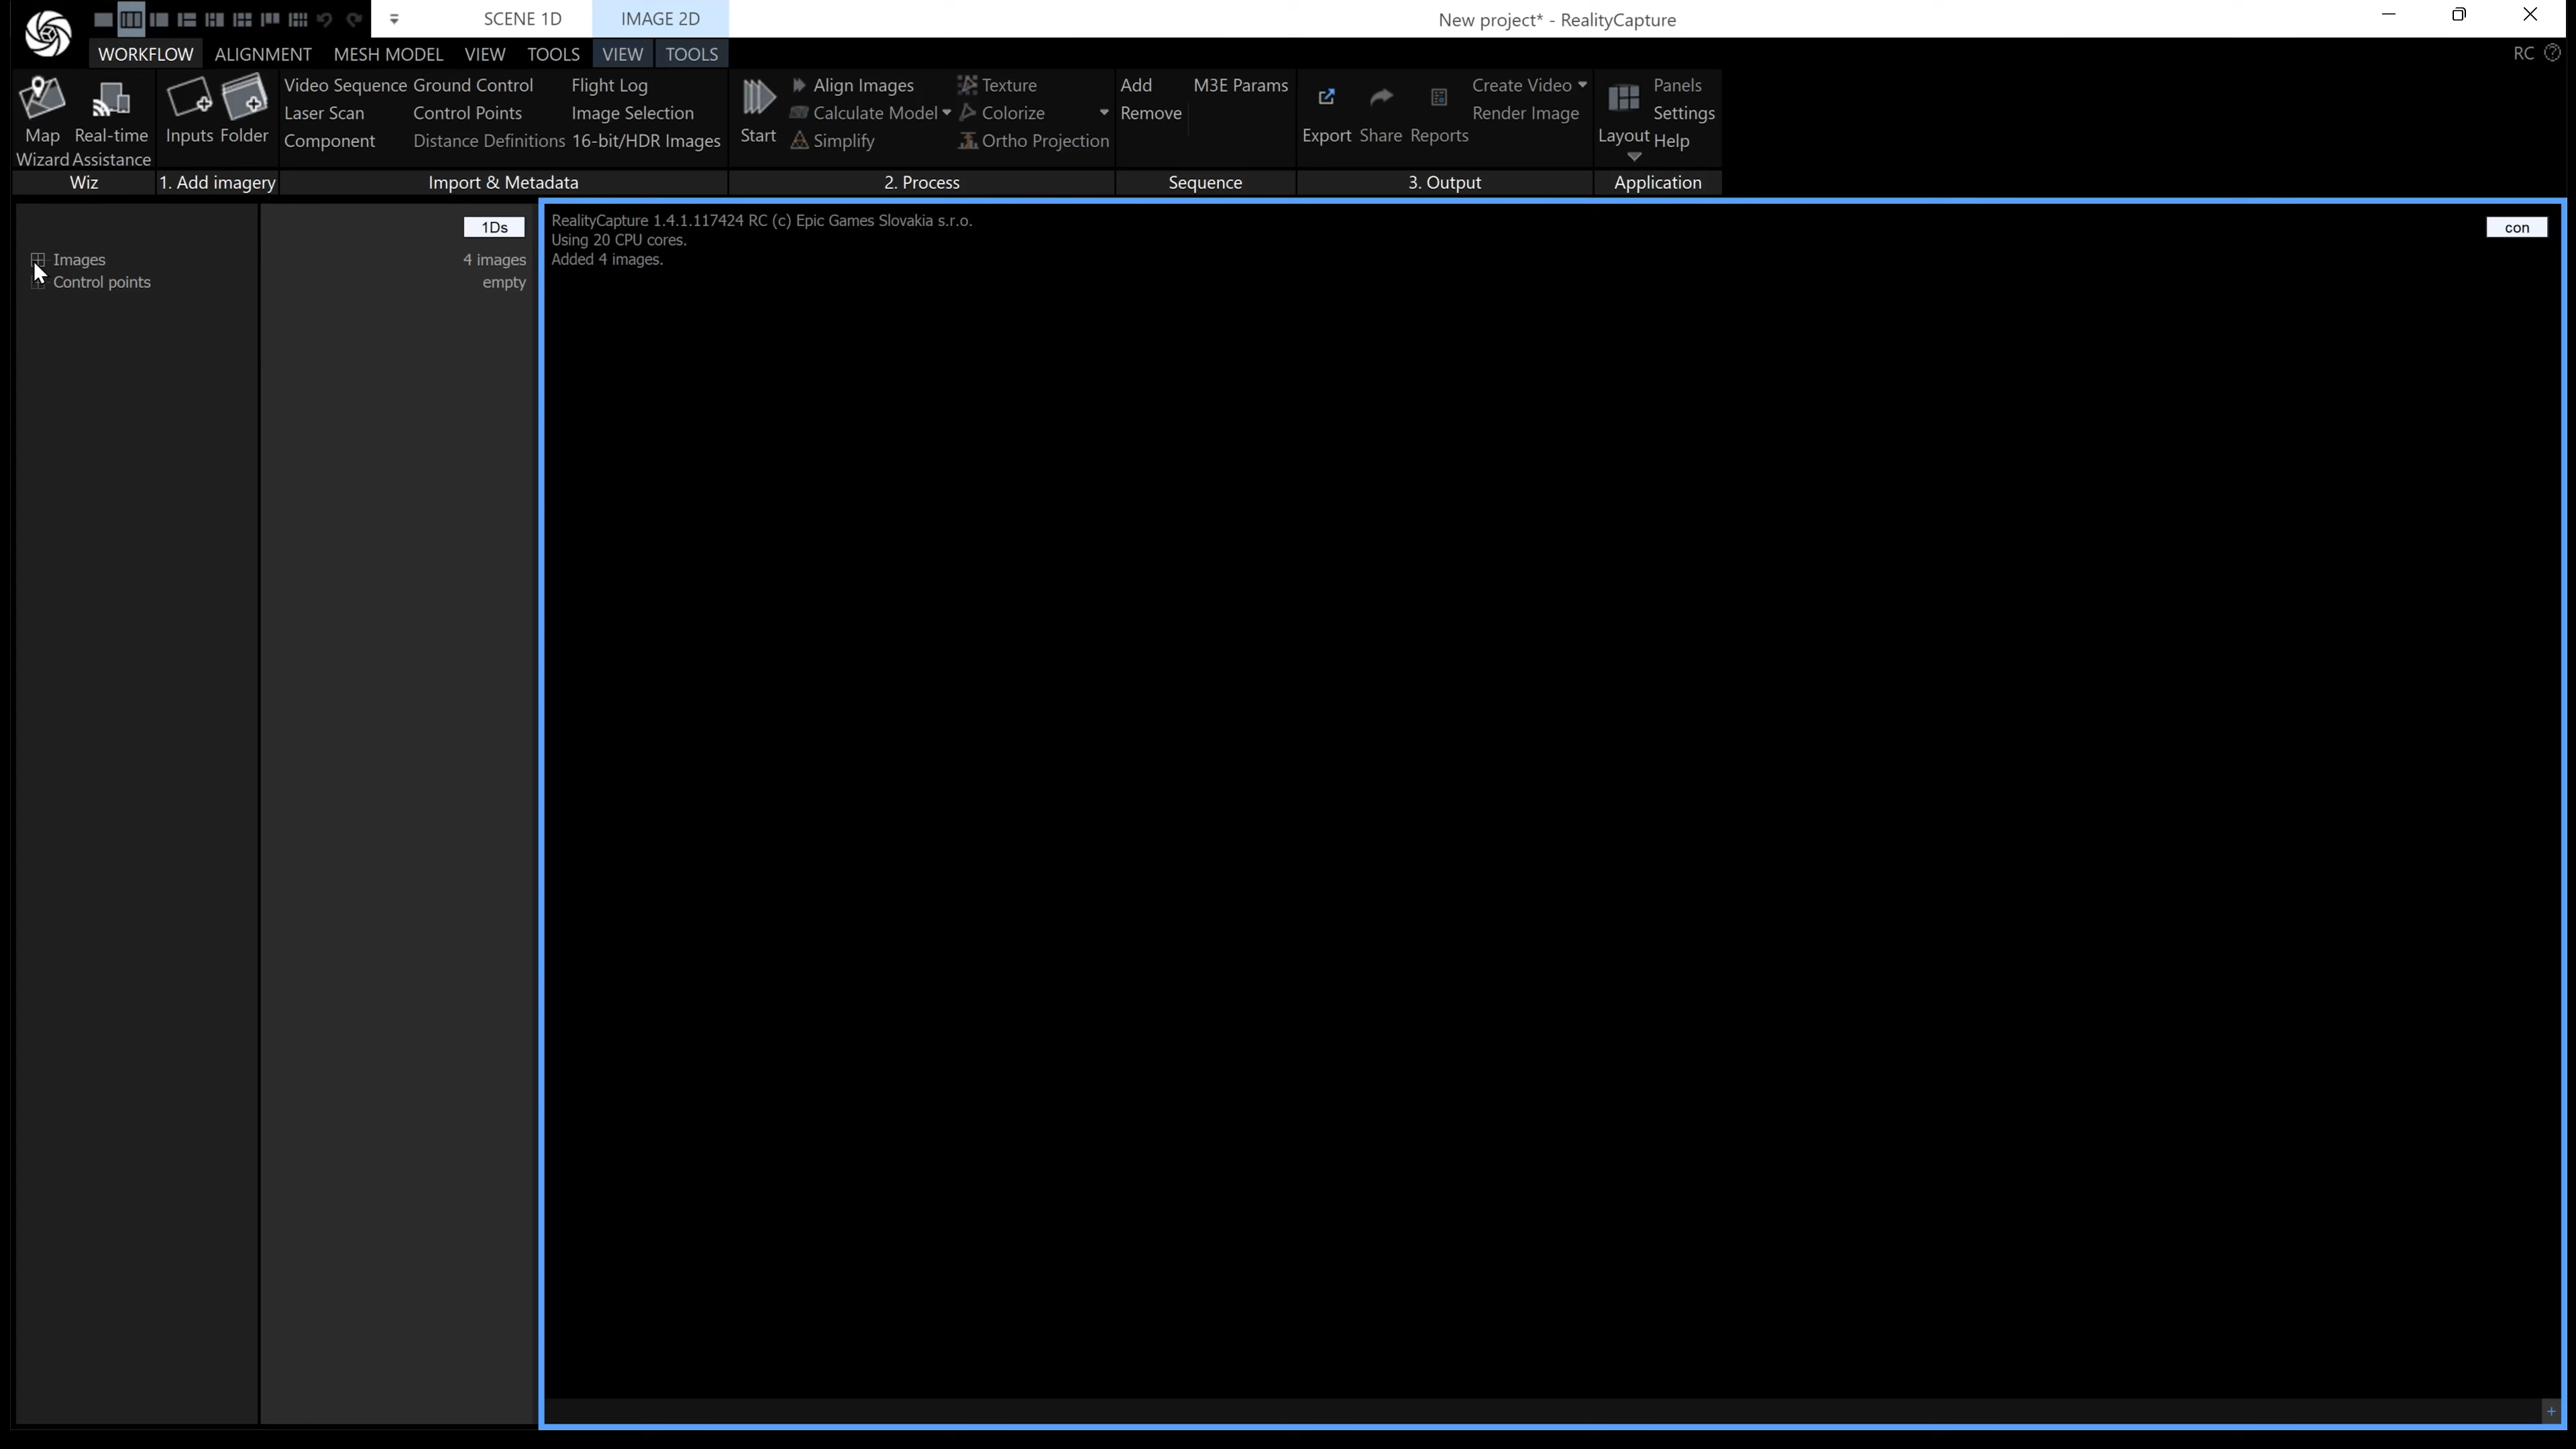 SCENE 1D IMAGE 2D New project* - RealityCapture
WORKFLOW ALIGNMENT MESH MODEL VIEW TOOLS VIEW TOOLS RC
Video Sequence Ground Control Flight Log Align Images Texture Add M3E Params Create Video Panels
Laser Scan Control Points Image Selection Calculate Model Colorize Remove Render Image Settings
Map Real-time Inputs Folder Component Distance Definitions 16-bit/HDR Images Start Simplify Ortho Projection Export Share Reports Layout Help
Wizard Assistance
Wiz 1. Add imagery Import & Metadata 2. Process Sequence 3. Output Application
1Ds
Images 4 images
Control points empty
RealityCapture 1.4.1.117424 RC (c) Epic Games Slovakia s.r.o.
Using 20 CPU cores.
Added 4 images.
con